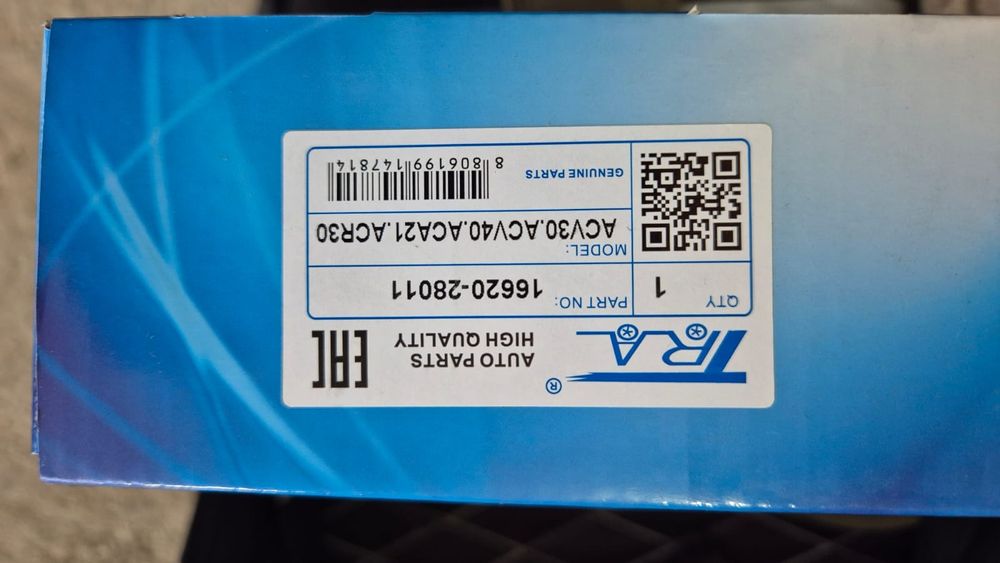 TRA ®
AUTO PARTS
HIGH QUALITY
EAC
QTY
1
PART NO: 16620-28011
MODEL:
ACV30.ACV40.ACA21.ACR30
GENUINE PARTS
8 806199 147814